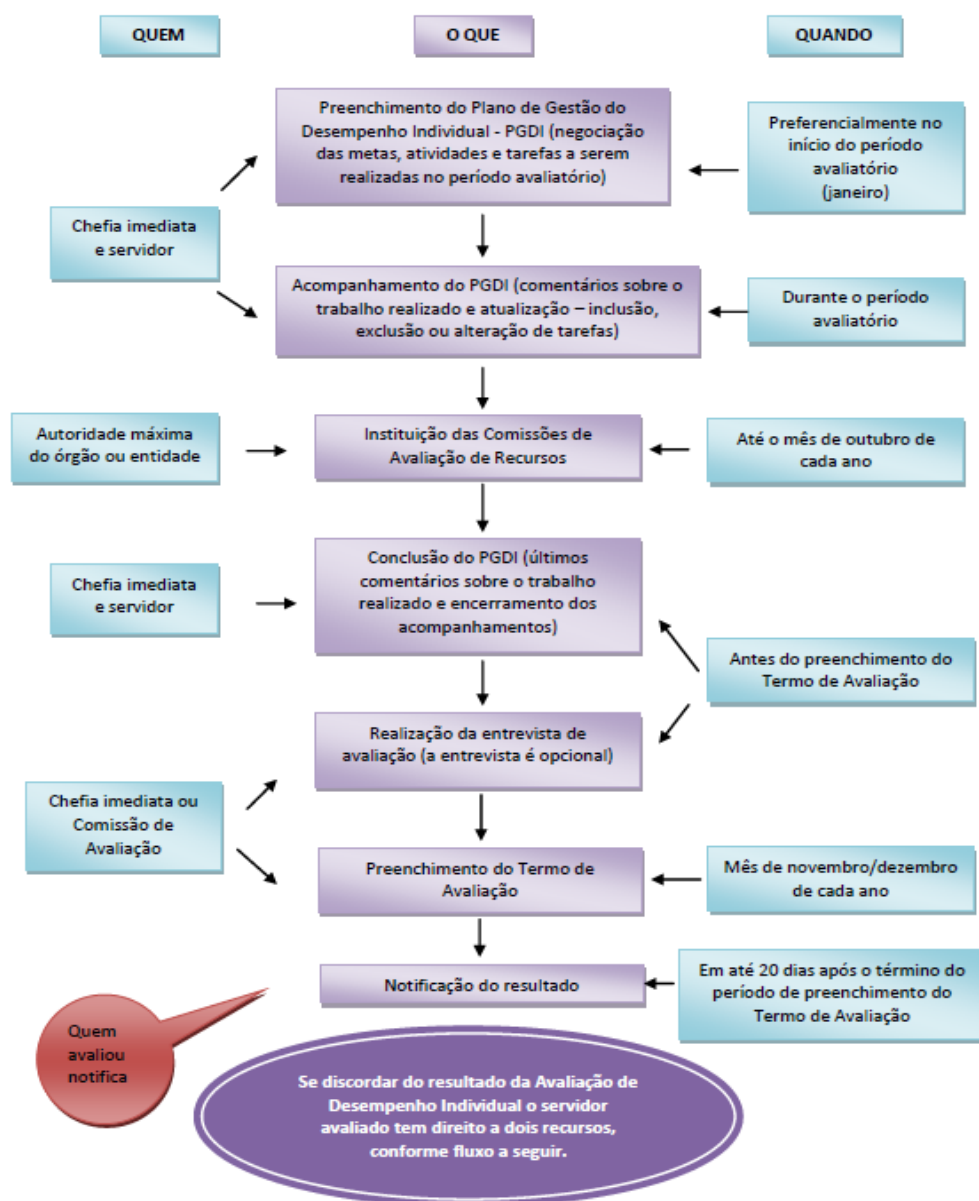 QUEM
O QUE
QUANDO
Preenchimento do Plano de Gestão do
Desempenho Individual - PGDI (negociação
das metas, atividades e tarefas a serem
realizadas no período avaliatório)
Preferencialmente no
início do período
avaliatório
(janeiro)
Chefia imediata
e servidor
Acompanhamento do PGDI (comentários sobre o
trabalho realizado e atualização – inclusão,
exclusão ou alteração de tarefas)
Durante o período
avaliatório
Autoridade máxima
do órgão ou entidade
Instituição das Comissões de
Avaliação de Recursos
Até o mês de outubro de
cada ano
Chefia imediata
e servidor
Conclusão do PGDI (últimos
comentários sobre o trabalho
realizado e encerramento dos
acompanhamentos)
Antes do preenchimento do
Termo de Avaliação
Realização da entrevista de
avaliação (a entrevista é opcional)
Chefia imediata ou
Comissão de
Avaliação
Preenchimento do Termo de
Avaliação
Mês de novembro/dezembro
de cada ano
Notificação do resultado
Em até 20 dias após o término do
período de preenchimento do
Termo de Avaliação
Quem
avaliou
notifica
Se discordar do resultado da Avaliação de
Desempenho Individual o servidor
avaliado tem direito a dois recursos,
conforme fluxo a seguir.